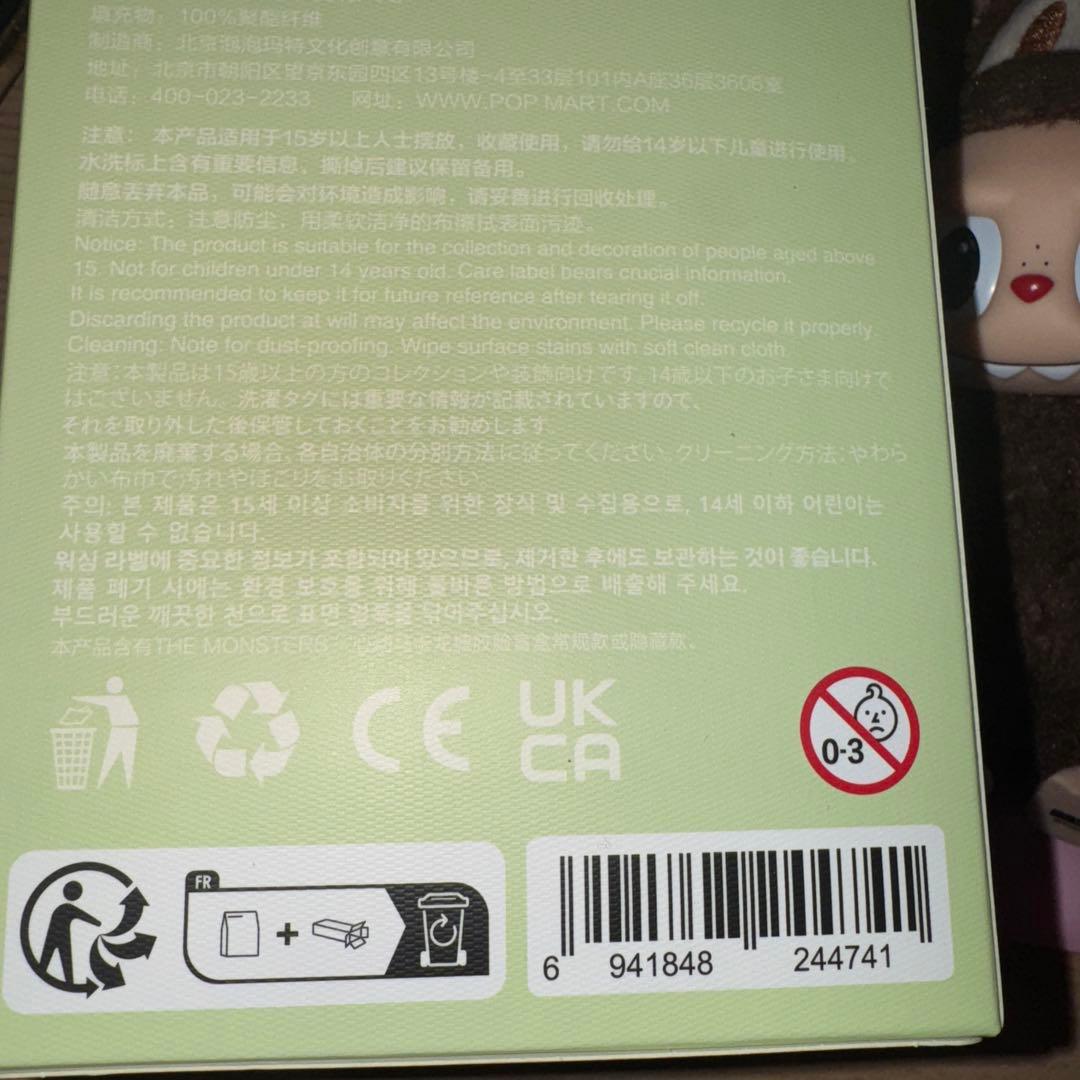 填充物：100%聚酯纤维
制造商：北京泡泡玛特文化创意有限公司
地址：北京市朝阳区望京东园四区13号楼-4至33层101内A座36层3606室
电话：400-023-2233 网址：WWW.POP MART.COM
注意：本产品适用于15岁以上人士摆放，收藏使用，请勿给14岁以下儿童进行使用。
水洗标上含有重要信息，撕掉后建议保留备用。
随意丢弃本品，可能会对环境造成影响，请妥善进行回收处理。
清洁方式：注意防尘，用柔软洁净的布擦拭表面污迹。
Notice: The product is suitable for the collection and decoration of people aged above
15. Not for children under 14 years old. Care label bears crucial information.
It is recommended to keep it for future reference after tearing it off.
Discarding the product at will may affect the environment. Please recycle it properly.
Cleaning: Note for dust-proofing. Wipe surface stains with soft clean cloth.
注意:本製品は15歳以上の方のコレクションや装飾向けです。14歳以下のお子さま向けで
はございません。洗濯タグには重要な情報が記載されていますので、
それを取り外した後保管しておくことをお勧めします
本製品を廃棄する場合、各自治体の分別方法に従ってください。クリーニング方法:やわら
かい布巾で汚れやほこりをお取りください
주의: 본 제품은 15세 이상 소비자를 위한 장식 및 수집용으로, 14세 이하 어린이는
사용할 수 없습니다.
워싱 라벨에 중요한 정보가 포함되어 있으므로, 제거한 후에도 보관하는 것이 좋습니다.
제품 폐기 시에는 환경 보호를 위해 올바른 방법으로 배출해 주세요.
부드러운 깨끗한 천으로 표면 얼룩을 닦아주십시오.
本产品含有THE MONSTERS 龙搪胶脸盲盒常规款或隐藏款。
CE
UK
CA
0-3
FR
+
6 941848 244741